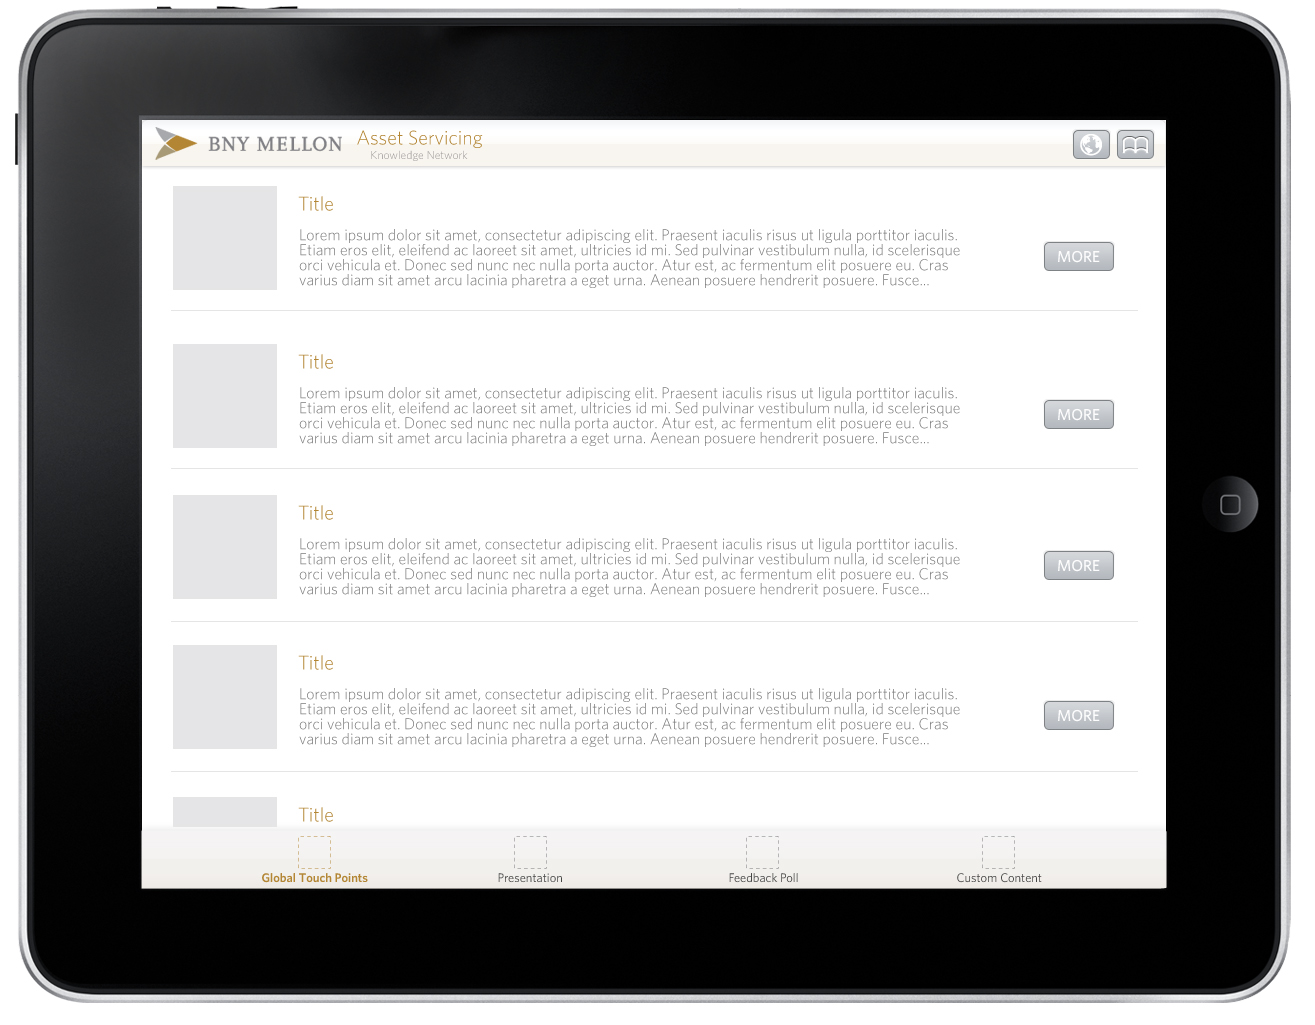 BNY MELLON Asset Servicing
Knowledge Network
Title
Lorem ipsum dolor sit amet, consectetur adipiscing elit. Praesent iaculis risus ut ligula porttitor iaculis.
Etiam eros elit, eleifend ac laoreet sit amet, ultricies id mi. Sed pulvinar vestibulum nulla, id scelerisque
orci vehicula et. Donec sed nunc nec nulla porta auctor. Atur est, ac fermentum elit posuere eu. Cras
varius diam sit amet arcu lacinia pharetra a eget urna. Aenean posuere hendrerit posuere. Fusce...
MORE
Title
Lorem ipsum dolor sit amet, consectetur adipiscing elit. Praesent iaculis risus ut ligula porttitor iaculis.
Etiam eros elit, eleifend ac laoreet sit amet, ultricies id mi. Sed pulvinar vestibulum nulla, id scelerisque
orci vehicula et. Donec sed nunc nec nulla porta auctor. Atur est, ac fermentum elit posuere eu. Cras
varius diam sit amet arcu lacinia pharetra a eget urna. Aenean posuere hendrerit posuere. Fusce...
MORE
Title
Lorem ipsum dolor sit amet, consectetur adipiscing elit. Praesent iaculis risus ut ligula porttitor iaculis.
Etiam eros elit, eleifend ac laoreet sit amet, ultricies id mi. Sed pulvinar vestibulum nulla, id scelerisque
orci vehicula et. Donec sed nunc nec nulla porta auctor. Atur est, ac fermentum elit posuere eu. Cras
varius diam sit amet arcu lacinia pharetra a eget urna. Aenean posuere hendrerit posuere. Fusce...
MORE
Title
Lorem ipsum dolor sit amet, consectetur adipiscing elit. Praesent iaculis risus ut ligula porttitor iaculis.
Etiam eros elit, eleifend ac laoreet sit amet, ultricies id mi. Sed pulvinar vestibulum nulla, id scelerisque
orci vehicula et. Donec sed nunc nec nulla porta auctor. Atur est, ac fermentum elit posuere eu. Cras
varius diam sit amet arcu lacinia pharetra a eget urna. Aenean posuere hendrerit posuere. Fusce...
MORE
Title
Global Touch Points
Presentation
Feedback Poll
Custom Content